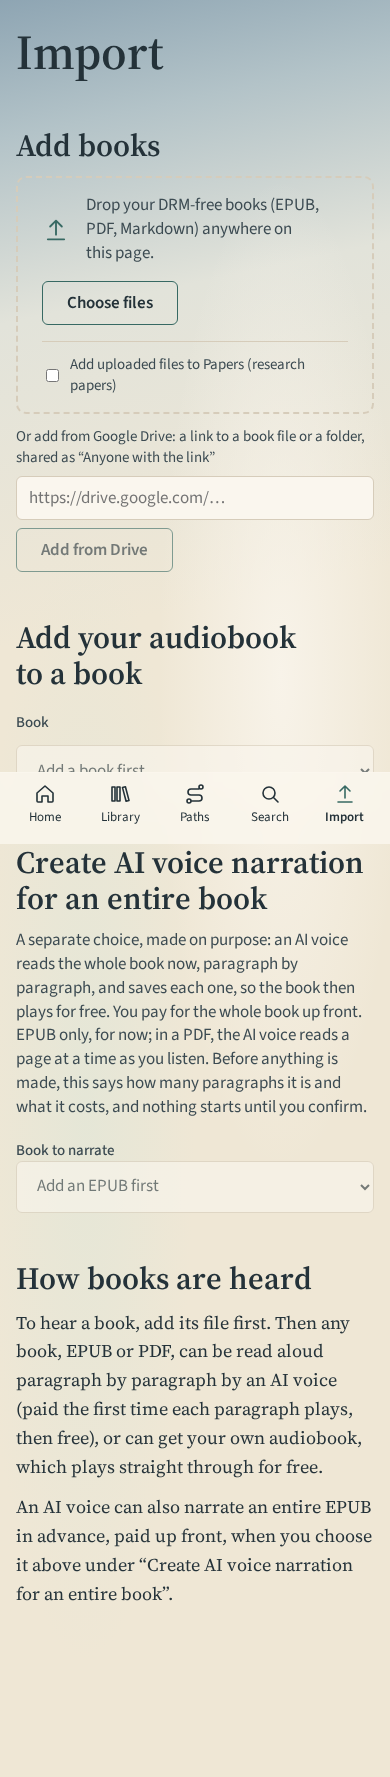 Import
Add books
Drop your DRM-free books (EPUB,
PDF, Markdown) anywhere on
this page.
Choose files
Add uploaded files to Papers (research
papers)
Or add from Google Drive: a link to a book file or a folder,
shared as “Anyone with the link”
https://drive.google.com/…
Add from Drive
Add your audiobook
to a book
Book
Add a book first
Home
Library
Paths
Search
Import
Create AI voice narration
for an entire book
A separate choice, made on purpose: an AI voice
reads the whole book now, paragraph by
paragraph, and saves each one, so the book then
plays for free. You pay for the whole book up front.
EPUB only, for now; in a PDF, the AI voice reads a
page at a time as you listen. Before anything is
made, this says how many paragraphs it is and
what it costs, and nothing starts until you confirm.
Book to narrate
Add an EPUB first
How books are heard
To hear a book, add its file first. Then any
book, EPUB or PDF, can be read aloud
paragraph by paragraph by an AI voice
(paid the first time each paragraph plays,
then free), or can get your own audiobook,
which plays straight through for free.
An AI voice can also narrate an entire EPUB
in advance, paid up front, when you choose
it above under “Create AI voice narration
for an entire book”.